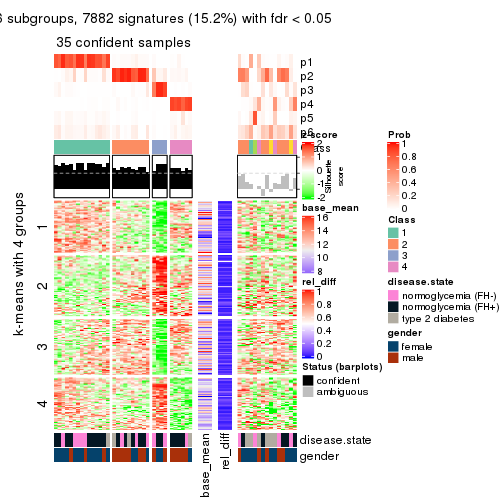 6 subgroups, 7882 signatures (15.2%) with fdr < 0.05
35 confident samples
p1
p2
p3
p4
p5
p6
z-score
2
1
0
-1
-2
Class
Silhouette
score
k-means with 4 groups
1
2
3
4
base_mean
16
14
12
10
8
rel_diff
1
0.8
0.6
0.4
0.2
0
Status (barplots)
confident
ambiguous
Prob
1
0.8
0.6
0.4
0.2
0
Class
1
2
3
4
disease.state
normoglycemia (FH-)
normoglycemia (FH+)
type 2 diabetes
gender
female
male
disease.state
gender
base_mean
rel_diff